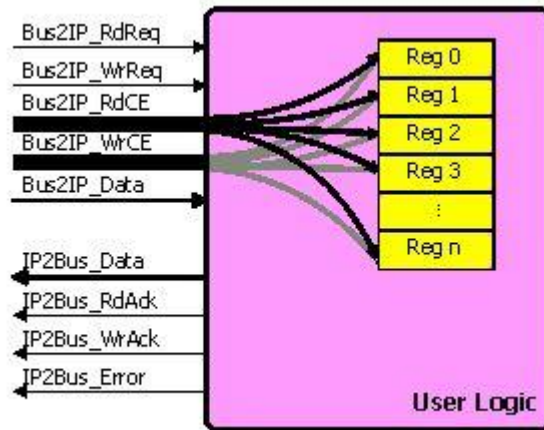 Bus2IP_RdReq
Bus2IP_WrReq
Bus2IP_RdCE
Bus2IP_WrCE
Bus2IP_Data
IP2Bus_Data
IP2Bus_RdAck
IP2Bus_WrAck
IP2Bus_Error
Reg 0
Reg 1
Reg 2
Reg 3
⋮
Reg n
User Logic